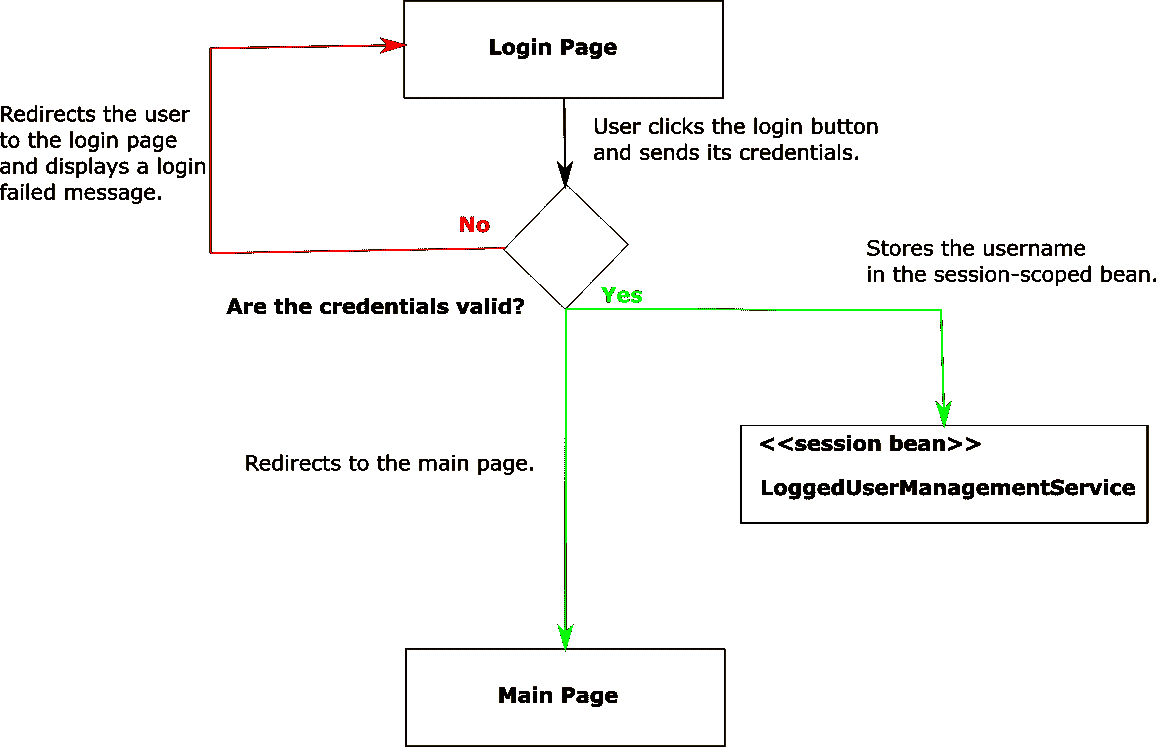 Login Page
Redirects the user
to the login page
and displays a login
failed message.
User clicks the login button
and sends its credentials.
No
Stores the username
in the session-scoped bean.
Are the credentials valid?
Yes
<<session bean>>
LoggedUserManagementService
Redirects to the main page.
Main Page